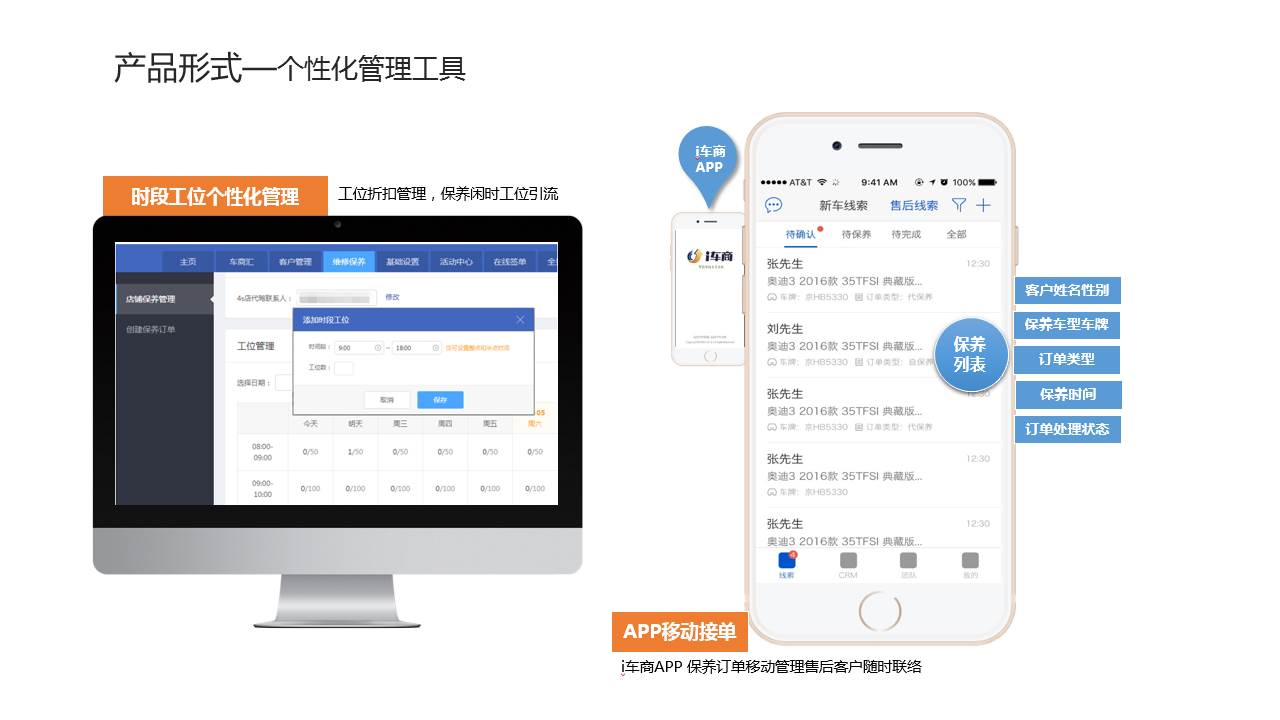 产品形式—个性化管理工具
时段工位个性化管理
工位折扣管理，保养闲时工位引流
主页 车商汇 客户管理 维修保养 基础设置 活动中心 在线签单
店铺保养管理
创建保养订单
4s店代驾联系人： 修改
添加时段工位
时间段： 9:00 - 18:00
工位数：
取消 保存
工位管理
选择日期：
-05
今天 明天 周三 周四 周五 周六
08:00-
09:00
0/50 1/50 0/50 0/50 0/50 0/50
09:00-
10:00
0/100 0/100 0/100 0/100 0/100 0/100
i车商
APP
i车商
AT&T 9:41 AM 100%
新车线索 售后线索
待确认 待保养 待完成 全部
张先生 12:30
奥迪3 2016款 35TFSI 典藏版...
车牌：京HB5330 订单类型：代保养
刘先生
奥迪3 2016款 35TFSI 典藏版...
车牌：京HB5330 订单类型：自保养
张先生 12:30
奥迪3 2016款 35TFSI 典藏版...
车牌：京HB5330 订单类型：代保养
张先生 12:30
奥迪3 2016款 35TFSI 典藏版...
车牌：京HB5330
张先生 12:30
奥迪3 2016款 35TFSI 典藏版...
4
线索 CRM 团队 我的
保养
列表
客户姓名性别
保养车型车牌
订单类型
保养时间
订单处理状态
APP移动接单
i车商APP 保养订单移动管理售后客户随时联络